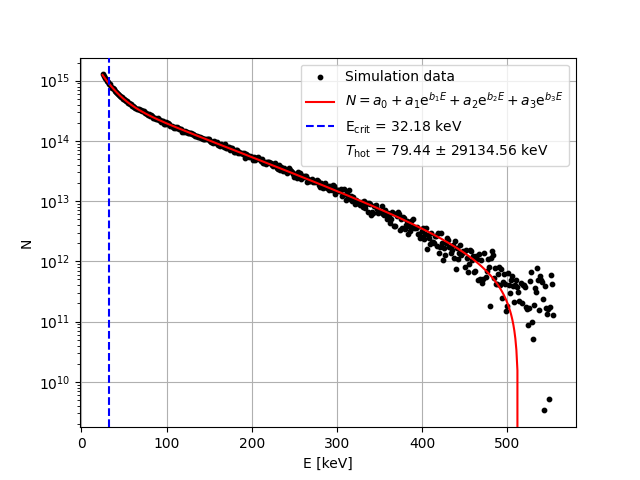 Simulation data
N = a₀ + a₁e^{b₁E} + a₂e^{b₂E} + a₃e^{b₃E}
E_crit = 32.18 keV
T_hot = 79.44 ± 29134.56 keV
10¹⁵
10¹⁴
10¹³
10¹²
10¹¹
10¹⁰
N
0 100 200 300 400 500
E [keV]